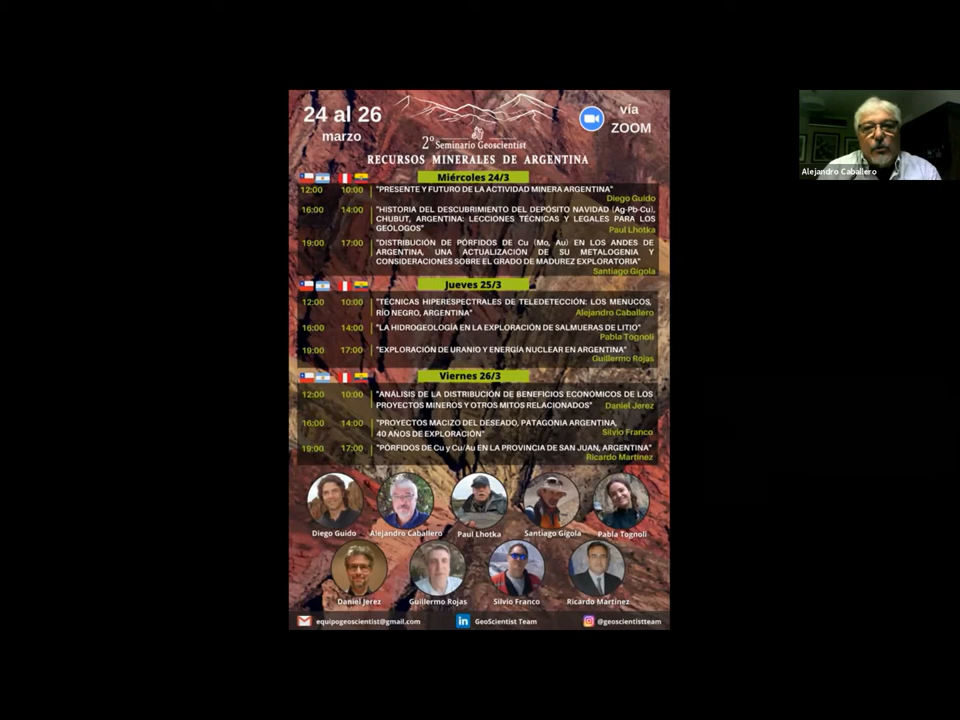 24 al 26
marzo
vía
ZOOM
2º Seminario Geoscientist
RECURSOS MINERALES DE ARGENTINA
Miércoles 24/3
12:00 10:00 "PRESENTE Y FUTURO DE LA ACTIVIDAD MINERA ARGENTINA"
Diego Guido
16:00 14:00 "HISTORIA DEL DESCUBRIMIENTO DEL DEPÓSITO NAVIDAD (Ag-Pb-Cu),
CHUBUT, ARGENTINA: LECCIONES TÉCNICAS Y LEGALES PARA LOS
GEÓLOGOS" Paul Lhotka
19:00 17:00 "DISTRIBUCIÓN DE PÓRFIDOS DE Cu (Mo, Au) EN LOS ANDES DE
ARGENTINA, UNA ACTUALIZACIÓN DE SU METALOGENIA Y
CONSIDERACIONES SOBRE EL GRADO DE MADUREZ EXPLORATORIA"
Santiago Gigola
Jueves 25/3
12:00 10:00 "TÉCNICAS HIPERESPECTRALES DE TELEDETECCIÓN: LOS MENUCOS,
RÍO NEGRO, ARGENTINA" Alejandro Caballero
16:00 14:00 "LA HIDROGEOLOGÍA EN LA EXPLORACIÓN DE SALMUERAS DE LITIO"
Pabla Tognoli
19:00 17:00 "EXPLORACIÓN DE URANIO Y ENERGÍA NUCLEAR EN ARGENTINA"
Guillermo Rojas
Viernes 26/3
12:00 10:00 "ANÁLISIS DE LA DISTRIBUCIÓN DE BENEFICIOS ECONÓMICOS DE LOS
PROYECTOS MINEROS Y OTROS MITOS RELACIONADOS" Daniel Jerez
16:00 14:00 "PROYECTOS MACIZO DEL DESEADO, PATAGONIA ARGENTINA,
40 AÑOS DE EXPLORACIÓN" Silvio Franco
19:00 17:00 "PÓRFIDOS DE Cu y Cu/Au EN LA PROVINCIA DE SAN JUAN, ARGENTINA"
Ricardo Martínez
Diego Guido Alejandro Caballero Paul Lhotka Santiago Gigola Pabla Tognoli
Daniel Jerez Guillermo Rojas Silvio Franco Ricardo Martínez
equipogeoscientist@gmail.com GeoScientist Team @geoscientistteam
Alejandro Caballero